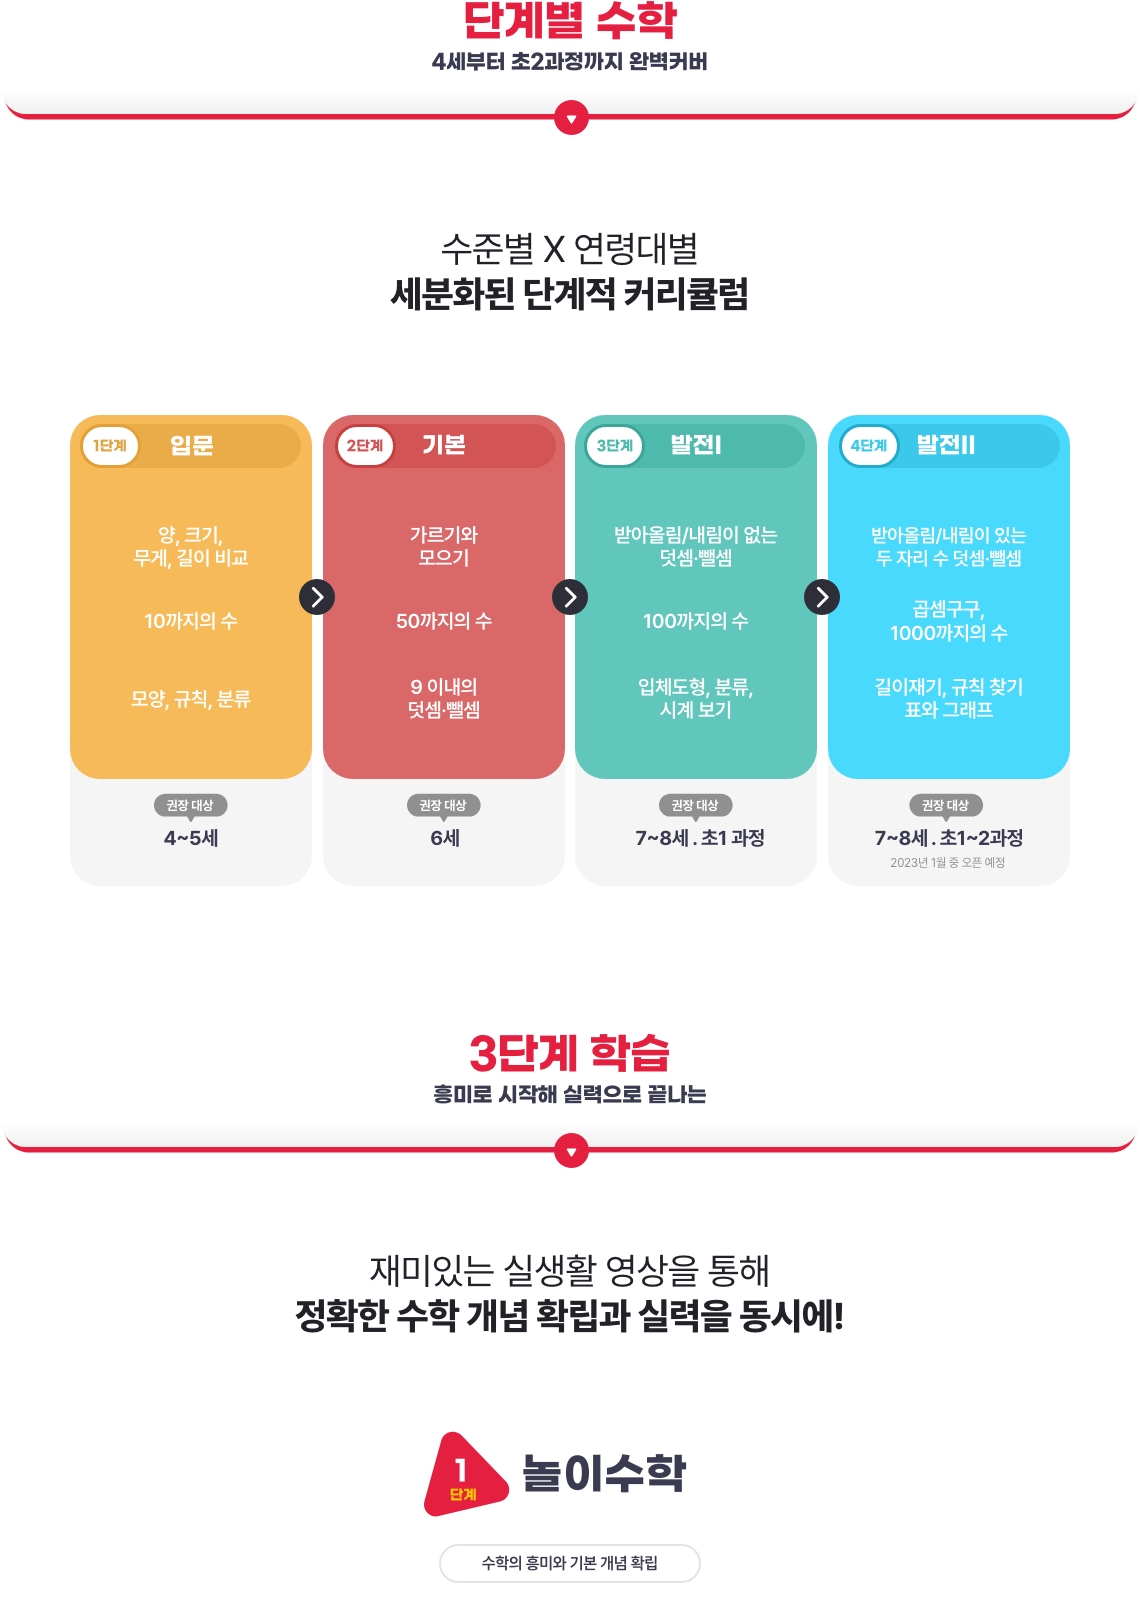 단계별 수학
4세부터 초2과정까지 완벽커버
수준별 X 연령대별
세분화된 단계적 커리큘럼
1단계 입문
양, 크기,
무게, 길이 비교
10까지의 수
모양, 규칙, 분류
권장 대상
4~5세
2단계 기본
가르기와
모으기
50까지의 수
9 이내의
덧셈·뺄셈
권장 대상
6세
3단계 발전I
받아올림/내림이 없는
덧셈·뺄셈
100까지의 수
입체도형, 분류,
시계 보기
권장 대상
7~8세 . 초1 과정
4단계 발전II
받아올림/내림이 있는
두 자리 수 덧셈·뺄셈
곱셈구구,
1000까지의 수
길이재기, 규칙 찾기
표와 그래프
권장 대상
7~8세 . 초1~2과정
2023년 1월 중 오픈 예정
3단계 학습
흥미로 시작해 실력으로 끝나는
재미있는 실생활 영상을 통해
정확한 수학 개념 확립과 실력을 동시에!
1
단계
놀이수학
수학의 흥미와 기본 개념 확립